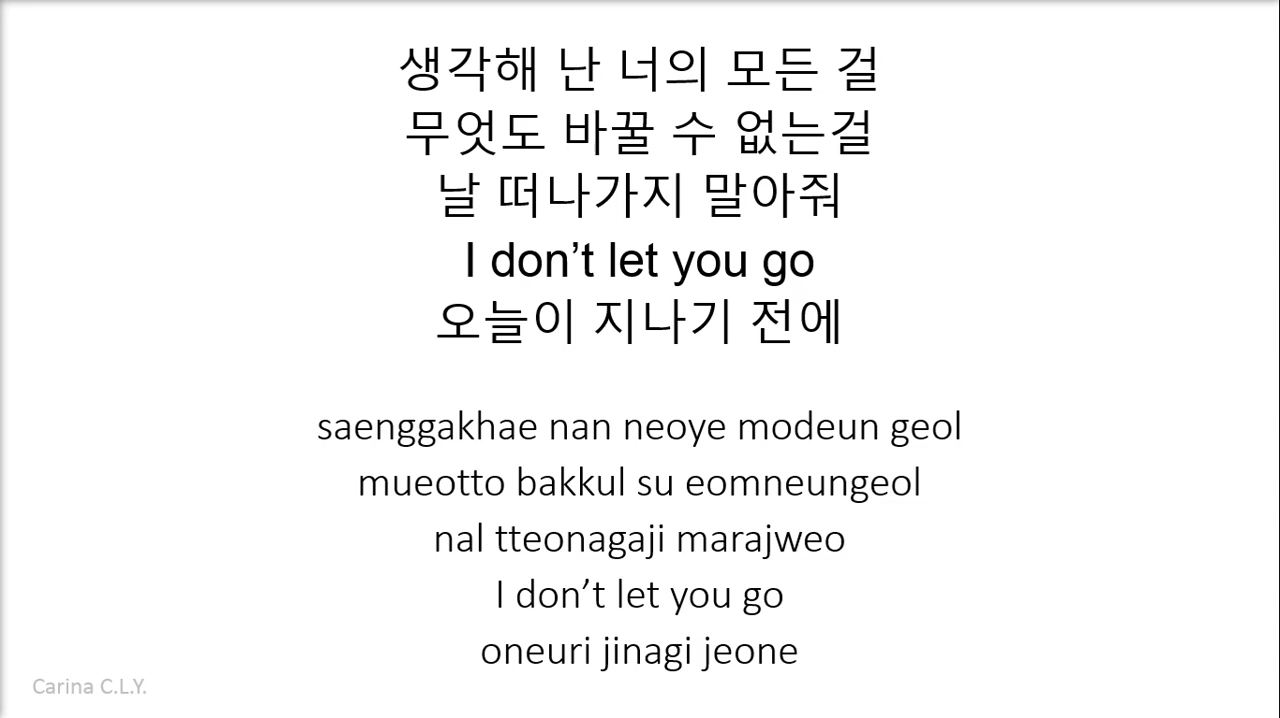 생각해 난 너의 모든 걸
무엇도 바꿀 수 없는걸
날 떠나가지 말아줘
I don’t let you go
오늘이 지나기 전에
saenggakhae nan neoye modeun geol
mueotto bakkul su eomneungeol
nal tteonagaji marajweo
I don’t let you go
oneuri jinagi jeone
Carina C.L.Y.